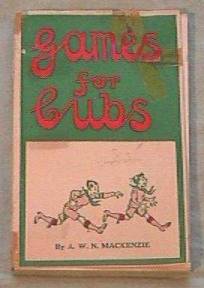 Games
for
Cubs
By A. W. N. MACKENZIE